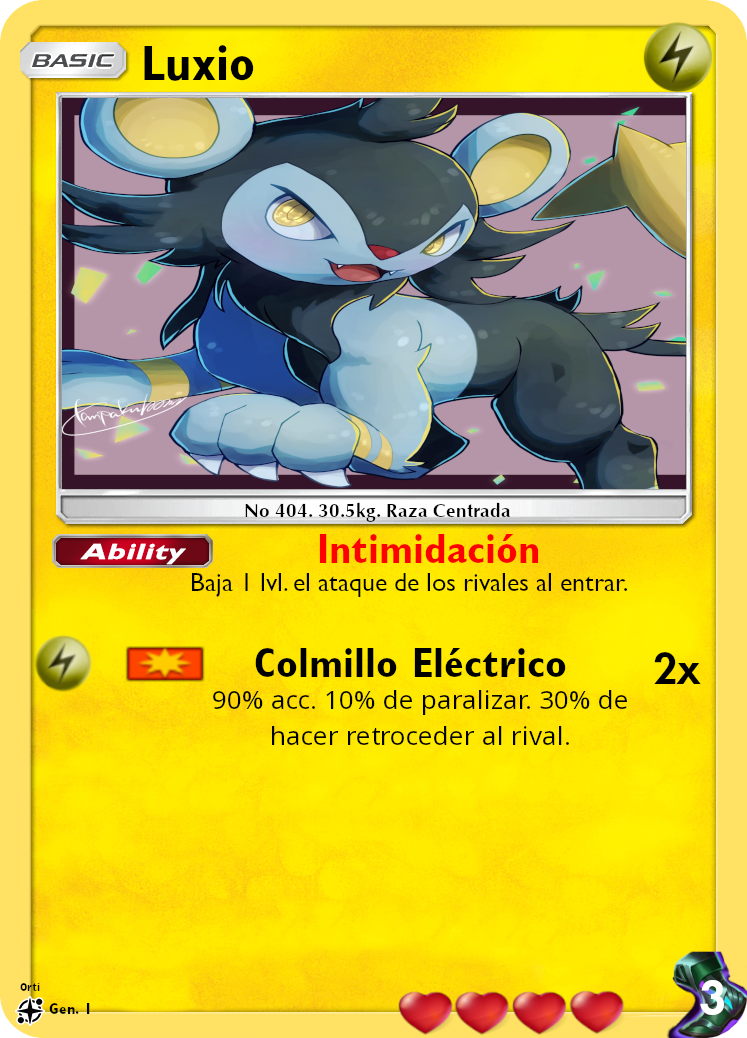 BASIC
Luxio
No 404. 30.5kg. Raza Centrada
Ability
Intimidación
Baja 1 lvl. el ataque de los rivales al entrar.
Colmillo Eléctrico
2x
90% acc. 10% de paralizar. 30% de
hacer retroceder al rival.
Orti
Gen. 1
3